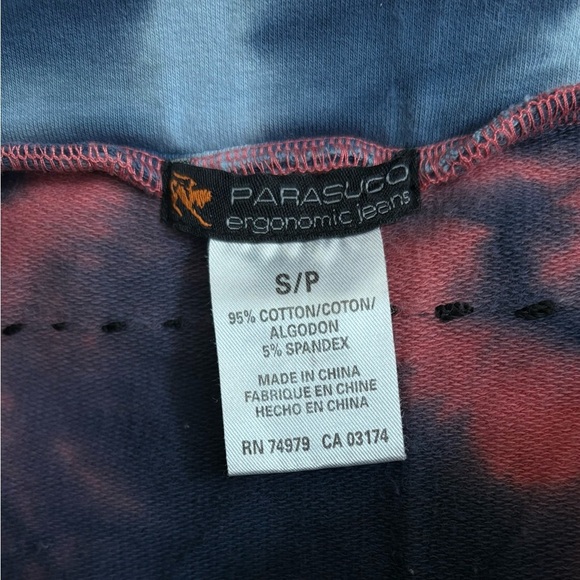 PARASUCO
ergonomic jeans
S/P
95% COTTON/COTON/
ALGODON
5% SPANDEX
MADE IN CHINA
FABRIQUE EN CHINE
HECHO EN CHINA
RN 74979 CA 03174